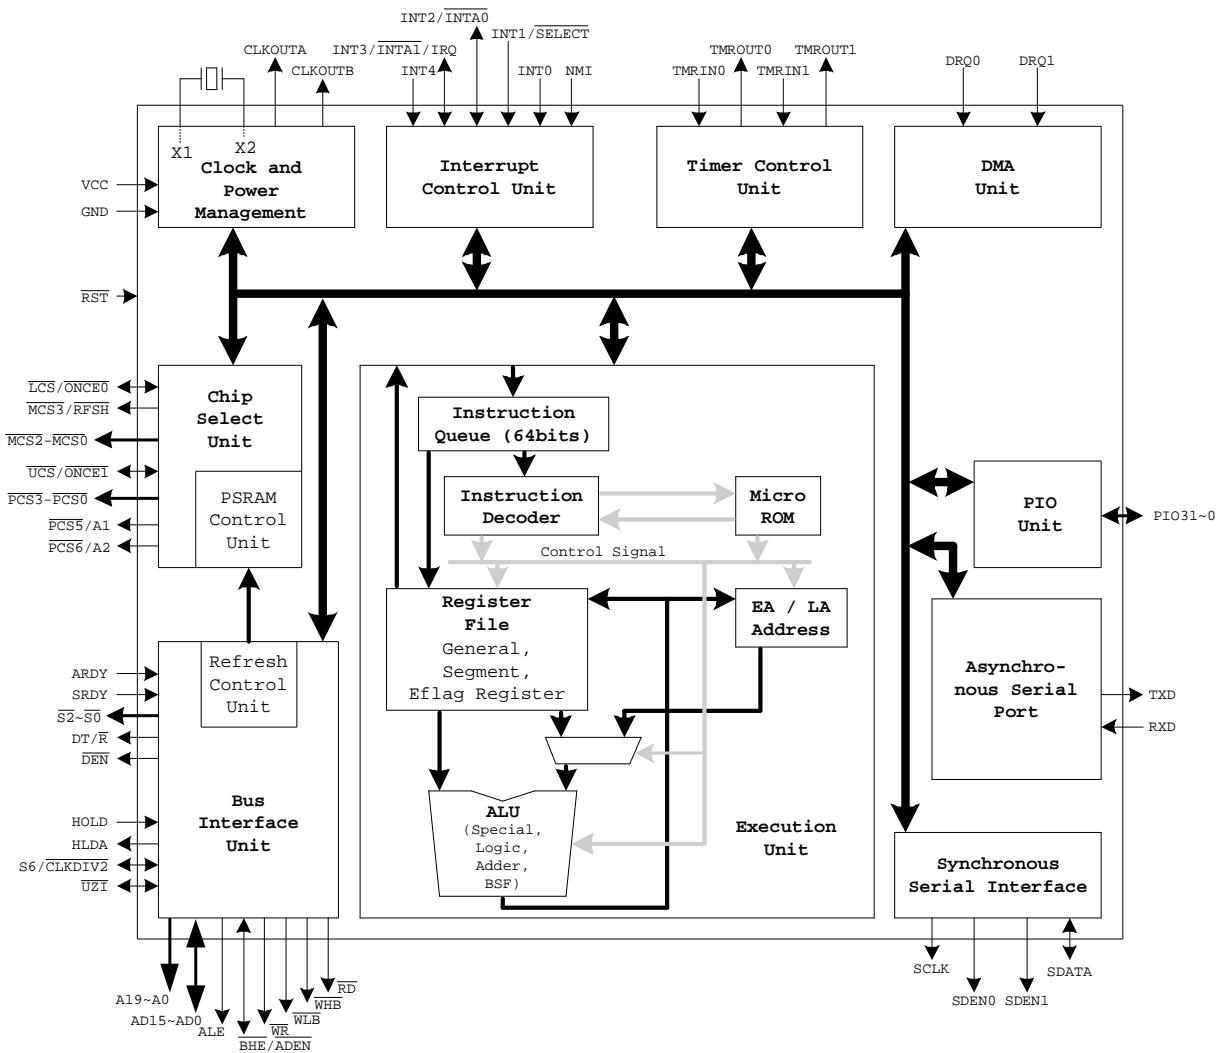 INT2/INTA0
INT1/SELECT
INT3/INTA1/IRQ
CLKOUTA
CLKOUTB
INT4
INT0
NMI
TMROUT0
TMROUT1
TMRIN0
TMRIN1
DRQ0
DRQ1
X1
X2
Clock and
Power
Management
Interrupt
Control Unit
Timer Control
Unit
DMA
Unit
VCC
GND
RST
LCS/ONCE0
MCS3/RFSH
MCS2-MCS0
UCS/ONCE1
PCS3-PCS0
PCS5/A1
PCS6/A2
Chip
Select
Unit
PSRAM
Control
Unit
Instruction
Queue (64bits)
Instruction
Decoder
Micro
ROM
Control Signal
Register
File
General,
Segment,
Eflag Register
EA / LA
Address
ALU
(Special,
Logic,
Adder,
BSF)
Execution
Unit
PIO
Unit
PIO31~0
Asynchro-
nous Serial
Port
TXD
RXD
Synchronous
Serial Interface
ARDY
SRDY
S2~S0
DT/R
DEN
HOLD
HLDA
S6/CLKDIV2
UZI
Refresh
Control
Unit
Bus
Interface
Unit
A19~A0
AD15~AD0
ALE
BHE/ADEN
WR
WLB
WHB
RD
SCLK
SDEN0
SDEN1
SDATA